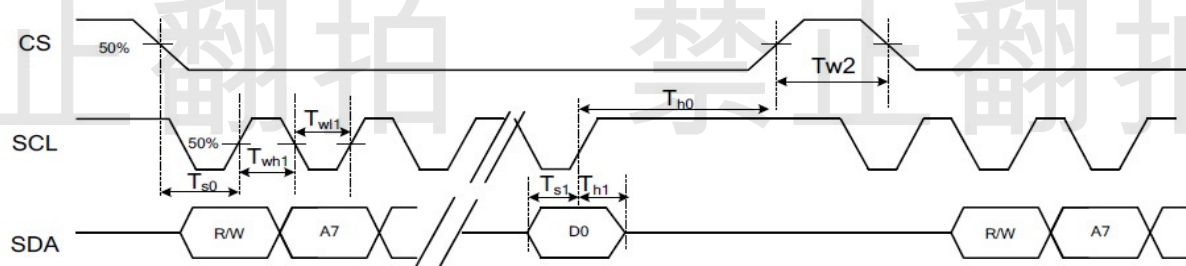 止翻拍 禁止翻拍
CS 50% Tw2
Th0
SCL 50% Twl1
Twh1
Ts0 Ts1 Th1
SDA R/W A7 D0 R/W A7